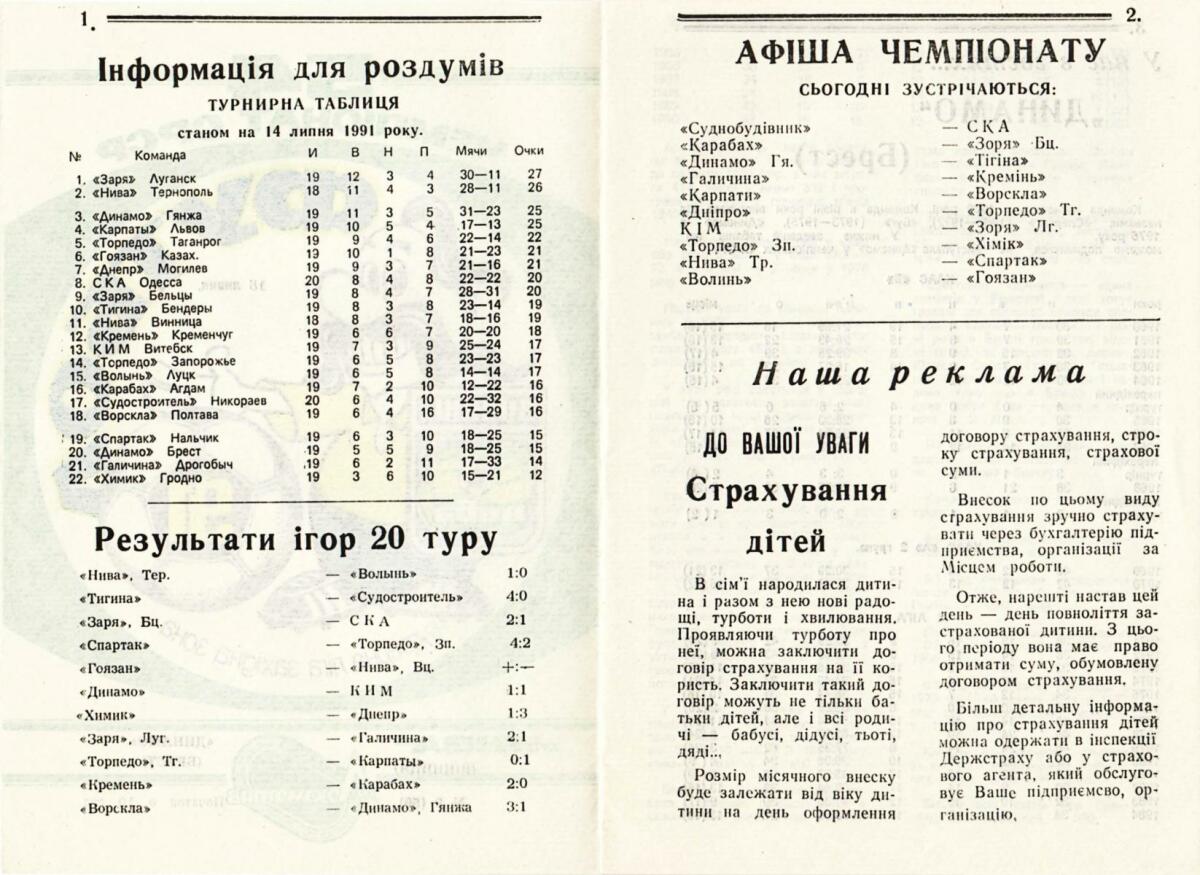 1.
Інформація для роздумів
ТУРНИРНА ТАБЛИЦЯ
станом на 14 липня 1991 року.
№ Команда И В Н П Мячи Очки
1. «Заря» Луганск 19 12 3 4 30—11 27
2. «Нива» Тернополь 18 11 4 3 28—11 26
3. «Динамо» Гянжа 19 11 3 5 31—23 25
4. «Карпаты» Львов 19 10 5 4 17—13 25
5. «Торпедо» Таганрог 19 9 4 6 22—14 22
6. «Гоязан» Казах. 19 10 1 8 21—23 21
7. «Днепр» Могилев 19 9 3 7 21—16 21
8. СКА Одесса 20 8 4 8 22—22 20
9. «Заря» Бельцы 19 8 4 7 28—31 20
10. «Тигина» Бендеры 19 8 3 8 23—14 19
11. «Нива» Винница 18 8 3 7 18—16 19
12. «Кремень» Кременчуг 19 6 6 7 20—20 18
13. КИМ Витебск 19 7 3 9 25—24 17
14. «Торпедо» Запорожье 19 6 5 8 23—23 17
15. «Волынь» Луцк 19 6 5 8 14—14 17
16. «Карабах» Агдам 19 7 2 10 12—22 16
17. «Судостроитель» Никораев 20 6 4 10 22—32 16
18. «Ворскла» Полтава 19 6 4 16 17—29 16
19. «Спартак» Нальчик 19 6 3 10 18—25 15
20. «Динамо» Брест 19 5 5 9 18—25 15
21. «Галичина» Дрогобыч 19 6 2 11 17—33 14
22. «Химик» Гродно 19 3 6 10 15—21 12
Результати ігор 20 туру
«Нива», Тер. — «Волынь» 1:0
«Тигина» — «Судостроитель» 4:0
«Заря», Бц. — СКА 2:1
«Спартак» — «Торпедо», Зп. 4:2
«Гоязан» — «Нива», Вц. +:—
«Динамо» — КИМ 1:1
«Химик» — «Днепр» 1:3
«Заря», Луг. — «Галичина» 2:1
«Торпедо», Тг. — «Карпаты» 0:1
«Кремень» — «Карабах» 2:0
«Ворскла» — «Динамо», Гянжа 3:1
2.
АФІША ЧЕМПІОНАТУ
СЬОГОДНІ ЗУСТРІЧАЮТЬСЯ:
«Суднобудівник» — СКА
«Карабах» — «Зоря» Бц.
«Динамо» Гя. — «Тігіна»
«Галичина» — «Кремінь»
«Карпати» — «Ворскла»
«Дніпро» — «Торпедо» Тг.
КІМ — «Зоря» Лг.
«Торпедо» Зп. — «Хімік»
«Нива» Тр. — «Спартак»
«Волинь» — «Гоязан»
Наша реклама
ДО ВАШОЇ УВАГИ
Страхування
дітей
В сім’ї народилася дити-
на і разом з нею нові радо-
щі, турботи і хвилювання.
Проявляючи турботу про
неї, можна заключити до-
говір страхування на її ко-
ристь. Заключити такий до-
говір можуть не тільки ба-
тьки дітей, але і всі роди-
чі — бабусі, дідусі, тьоті,
дяді...
Розмір місячного внеску
буде залежати від віку ди-
тини на день оформлення
договору страхування, стро-
ку страхування, страхової
суми.
Внесок по цьому виду
страхування зручно страху-
вати через бухгалтерію під-
приємства, організації за
Місцем роботи.
Отже, нарешті настав цей
день — день повноліття за-
страхованої дитини. З цьо-
го періоду вона має право
отримати суму, обумовлену
договором страхування.
Більш детальну інформа-
цію про страхування дітей
можна одержати в інспекції
Держстраху або у страхо-
вого агента, який обслуго-
вує Ваше підприємсво, ор-
ганізацію,